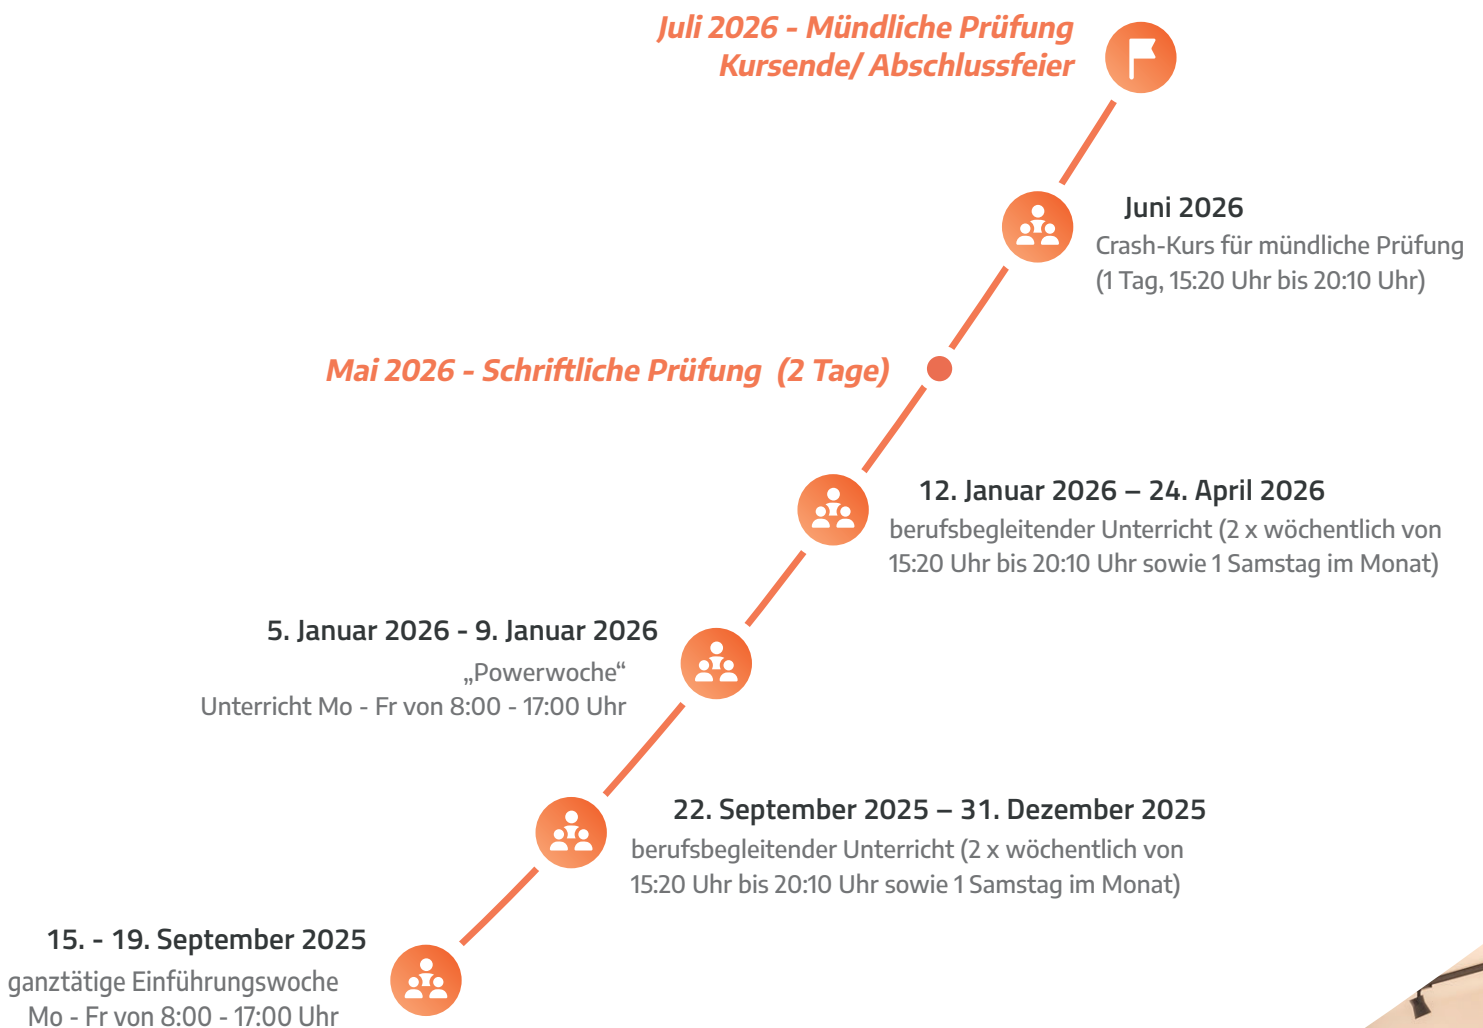 Juli 2026 - Mündliche Prüfung
Kursende/ Abschlussfeier
Juni 2026
Crash-Kurs für mündliche Prüfung
(1 Tag, 15:20 Uhr bis 20:10 Uhr)
Mai 2026 - Schriftliche Prüfung (2 Tage)
12. Januar 2026 – 24. April 2026
berufsbegleitender Unterricht (2 x wöchentlich von
15:20 Uhr bis 20:10 Uhr sowie 1 Samstag im Monat)
5. Januar 2026 - 9. Januar 2026
„Powerwoche“
Unterricht Mo - Fr von 8:00 - 17:00 Uhr
22. September 2025 – 31. Dezember 2025
berufsbegleitender Unterricht (2 x wöchentlich von
15:20 Uhr bis 20:10 Uhr sowie 1 Samstag im Monat)
15. - 19. September 2025
ganztätige Einführungswoche
Mo - Fr von 8:00 - 17:00 Uhr